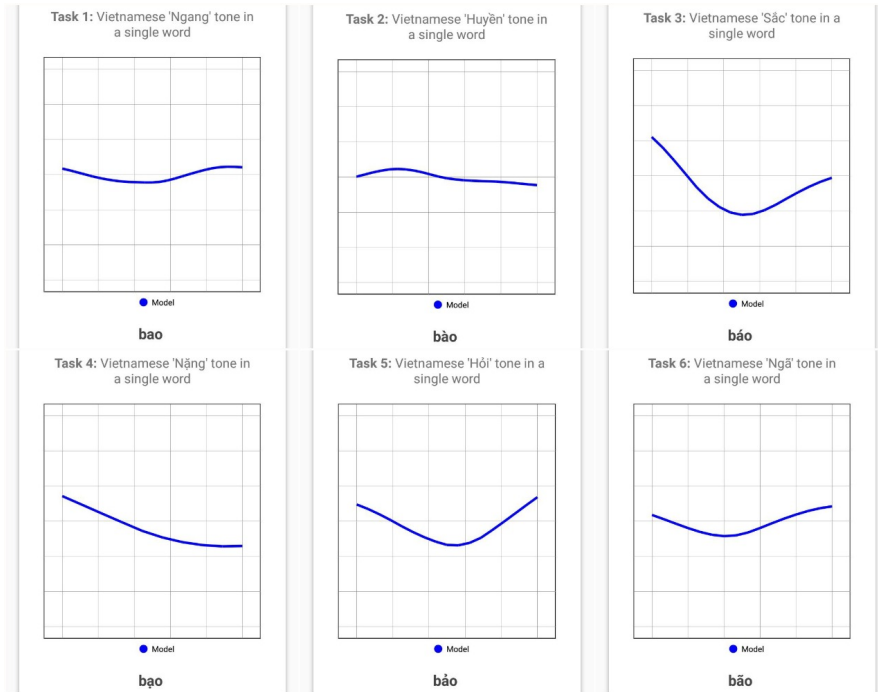 Task 1: Vietnamese 'Ngang' tone in
a single word
Model
bao
Task 2: Vietnamese 'Huyền' tone in
a single word
Model
bào
Task 3: Vietnamese 'Sắc' tone in a
single word
Model
báo
Task 4: Vietnamese 'Nặng' tone in
a single word
Model
bạo
Task 5: Vietnamese 'Hỏi' tone in a
single word
Model
bảo
Task 6: Vietnamese 'Ngã' tone in
a single word
Model
bão